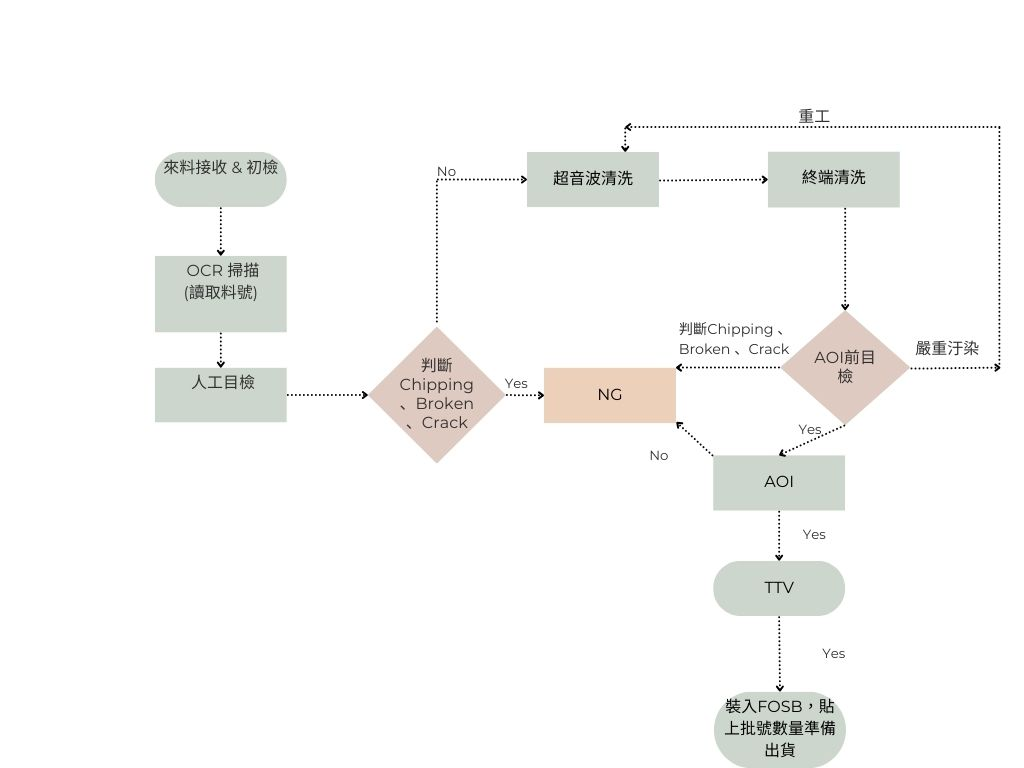 重工
來料接收 & 初檢
No
超音波清洗
終端清洗
OCR 掃描
(讀取料號)
判斷Chipping 、
Broken 、Crack
嚴重汙染
AOI前目
檢
人工目檢
判斷
Chipping
、Broken
、Crack
Yes
NG
Yes
No
AOI
Yes
TTV
Yes
裝入FOSB，貼
上批號數量準備
出貨